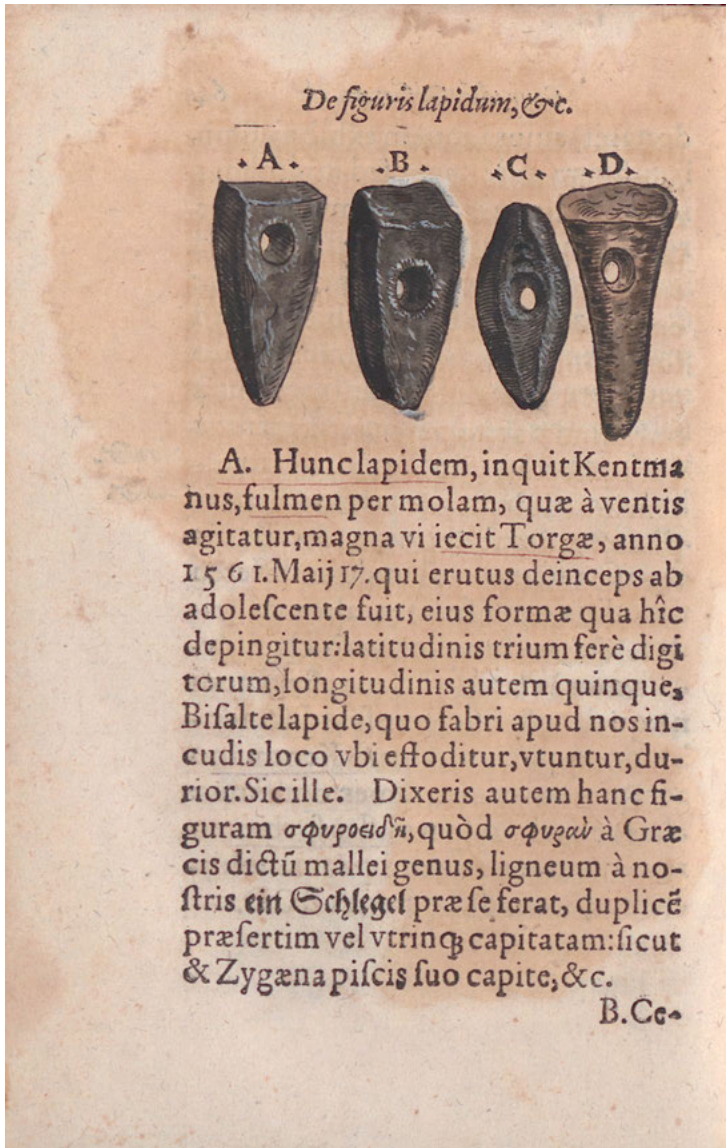 De figuris lapidum, &c.
A. B. C. D.
A. Hunc lapidem, inquit Kentma
nus, fulmen per molam, quæ à ventis
agitatur, magna vi iecit Torgæ, anno
1561. Maij 17. qui erutus deinceps ab
adoleſcente fuit, eius formæ qua hîc
depingitur: latitudinis trium ferè digi
torum, longitudinis autem quinque,
Biſalte lapide, quo fabri apud nos in-
cudis loco vbi effoditur, vtuntur, du-
rior. Sic ille. Dixeris autem hanc fi-
guram σφυροειδῆ, quòd σφυραὶ à Græ
cis dictũ mallei genus, ligneum à no-
ſtris ein Schlegel præ ſe ferat, duplicẽ
præſertim vel vtrinqꝫ capitatam: ſicut
& Zygæna piſcis ſuo capite, &c.
B. Ce-